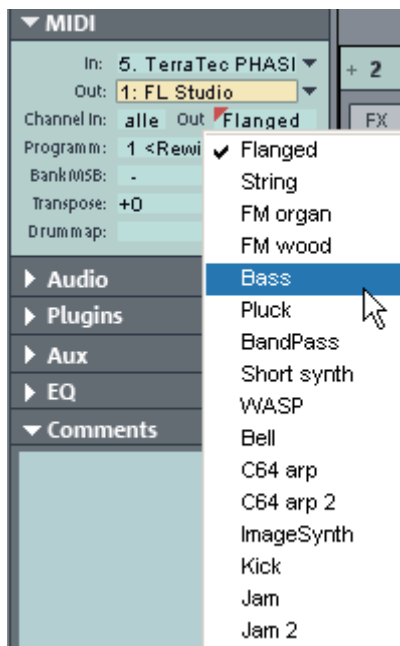 MIDI
In: 5. TerraTec PHASI
Out: 1: FL Studio
+ 2
Channel In: alle Out Flanged
FX
Programm: 1 <Rewi
Bank MSB: -
Transpose: +0
Drummap:
Flanged
String
FM organ
FM wood
Bass
Pluck
BandPass
Short synth
WASP
Bell
C64 arp
C64 arp 2
ImageSynth
Kick
Jam
Jam 2
Audio
Plugins
Aux
EQ
Comments